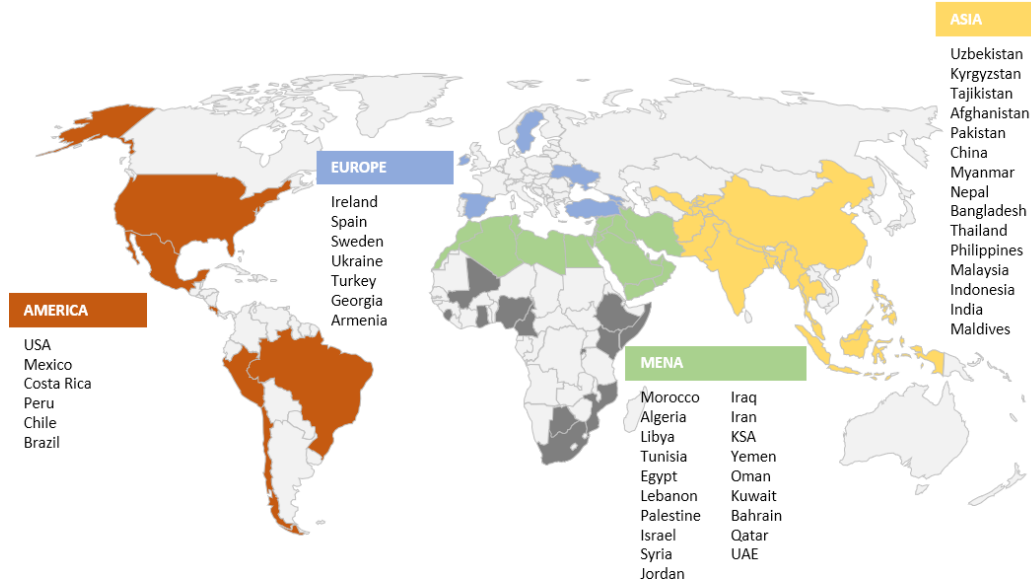 ASIA
Uzbekistan
Kyrgyzstan
Tajikistan
Afghanistan
Pakistan
China
Myanmar
Nepal
Bangladesh
Thailand
Philippines
Malaysia
Indonesia
India
Maldives
EUROPE
Ireland
Spain
Sweden
Ukraine
Turkey
Georgia
Armenia
AMERICA
USA
Mexico
Costa Rica
Peru
Chile
Brazil
MENA
Morocco
Algeria
Libya
Tunisia
Egypt
Lebanon
Palestine
Israel
Syria
Jordan
Iraq
Iran
KSA
Yemen
Oman
Kuwait
Bahrain
Qatar
UAE